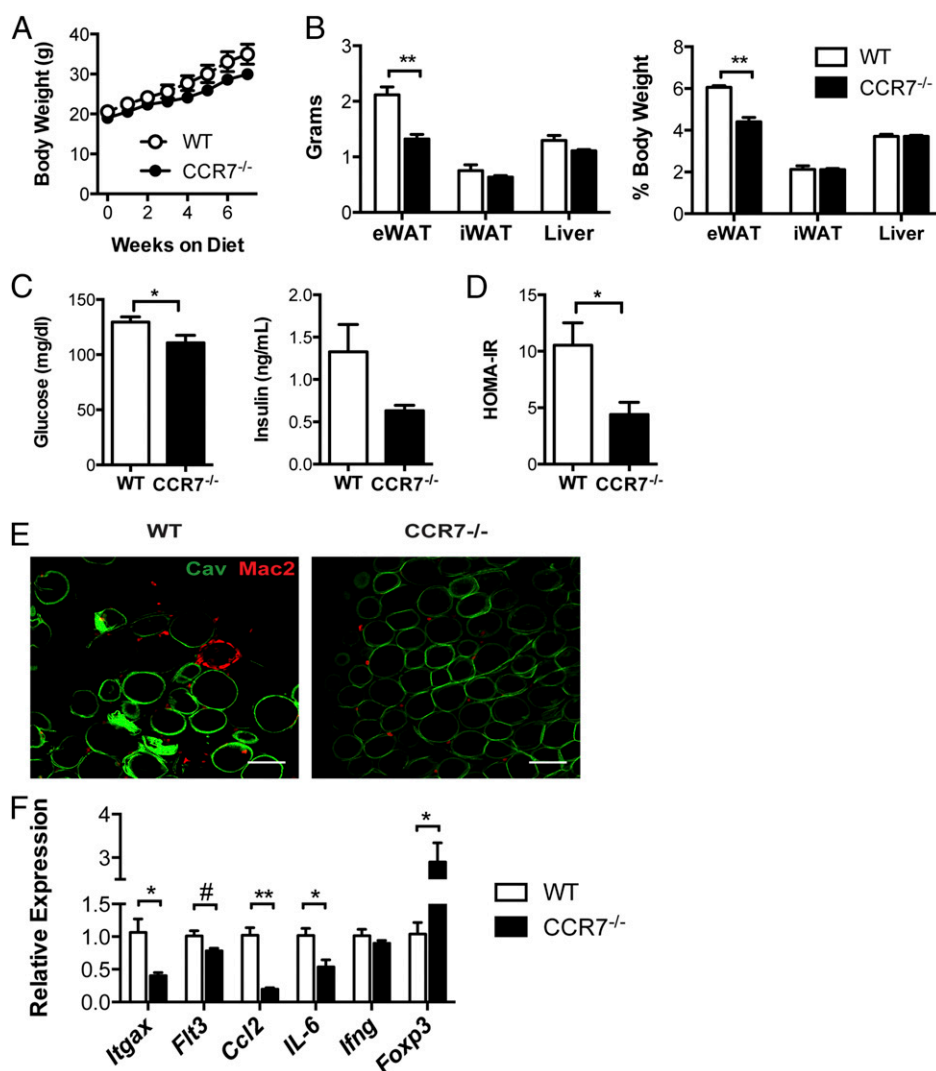 A
Body Weight (g)
40
30
20
10
0
0 2 4 6
Weeks on Diet
WT
CCR7-/-
B
Grams
3
2
1
0
**
eWAT iWAT Liver
% Body Weight
8
6
4
2
0
**
eWAT iWAT Liver
WT
CCR7-/-
C
Glucose (mg/dl)
150
100
50
0
*
WT CCR7-/-
Insulin (ng/mL)
2.0
1.5
1.0
0.5
0.0
WT CCR7-/-
D
HOMA-IR
15
10
5
0
*
WT CCR7-/-
E
WT CCR7-/-
Cav Mac2
F
Relative Expression
4
3
1.5
1.0
0.5
0.0
* # ** * *
Itgax Flt3 Ccl2 IL-6 Ifng Foxp3
WT
CCR7-/-